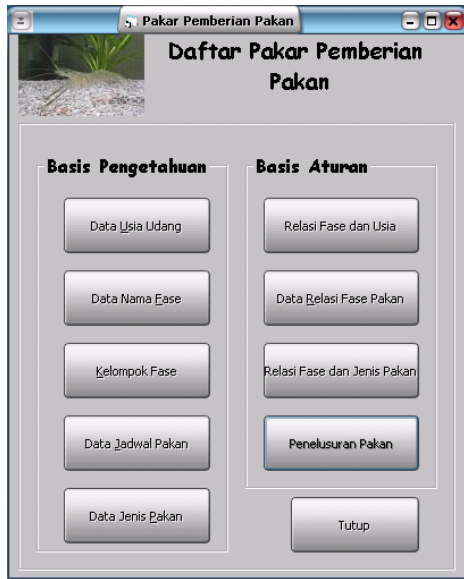 Pakar Pemberian Pakan
Daftar Pakar Pemberian
Pakan
Basis Pengetahuan
Data Usia Udang
Data Nama Fase
Kelompok Fase
Data Jadwal Pakan
Data Jenis Pakan
Basis Aturan
Relasi Fase dan Usia
Data Relasi Fase Pakan
Relasi Fase dan Jenis Pakan
Penelusuran Pakan
Tutup